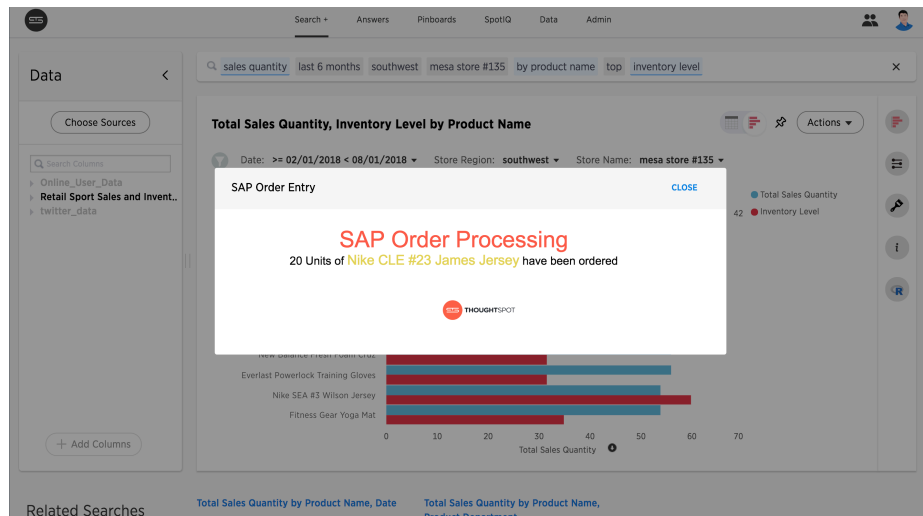 Search +
Answers
Pinboards
SpotIQ
Data
Admin
Data
Choose Sources
Search Columns
Online_User_Data
Retail Sport Sales and Invent..
twitter_data
+ Add Columns
sales quantity last 6 months southwest mesa store #135 by product name top inventory level
Total Sales Quantity, Inventory Level by Product Name
Actions
Date: >= 02/01/2018 < 08/01/2018 Store Region: southwest Store Name: mesa store #135
Total Sales Quantity
42
Inventory Level
SAP Order Entry
CLOSE
SAP Order Processing
20 Units of Nike CLE #23 James Jersey have been ordered
THOUGHTSPOT
New Balance Fresh Foam Cruz
Everlast Powerlock Training Gloves
Nike SEA #3 Wilson Jersey
Fitness Gear Yoga Mat
0 10 20 30 40 50 60 70
Total Sales Quantity
i
R
Related Searches
Total Sales Quantity by Product Name, Date
Total Sales Quantity by Product Name,
Product Department